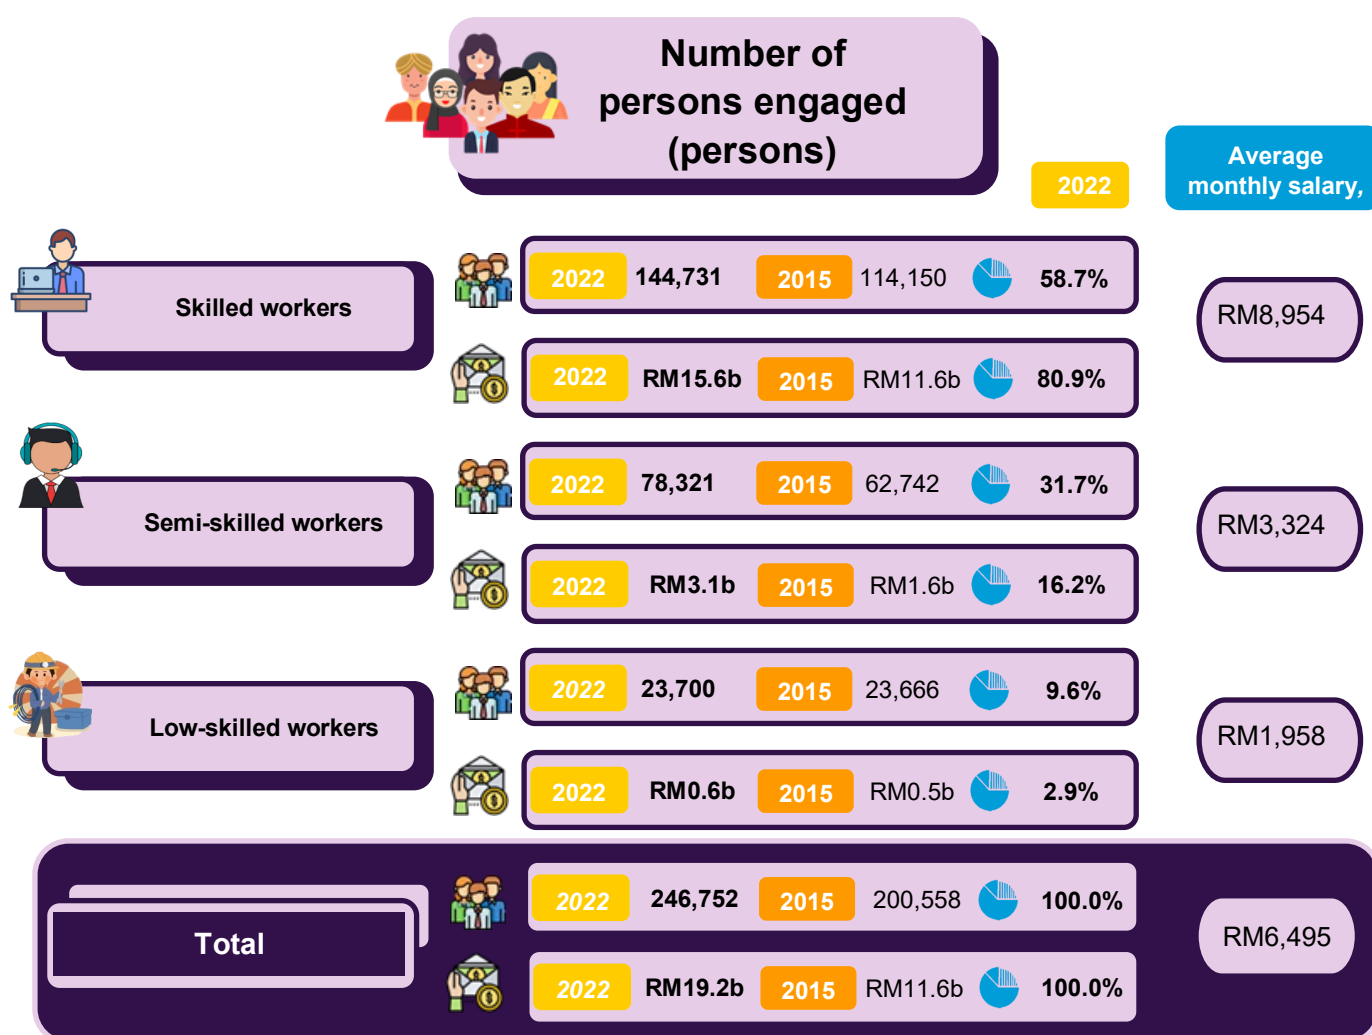 Number of
persons engaged
(persons)
2022
Average
monthly salary,
Skilled workers
2022 144,731 2015 114,150 58.7%
2022 RM15.6b 2015 RM11.6b 80.9%
RM8,954
Semi-skilled workers
2022 78,321 2015 62,742 31.7%
2022 RM3.1b 2015 RM1.6b 16.2%
RM3,324
Low-skilled workers
2022 23,700 2015 23,666 9.6%
2022 RM0.6b 2015 RM0.5b 2.9%
RM1,958
Total
2022 246,752 2015 200,558 100.0%
2022 RM19.2b 2015 RM11.6b 100.0%
RM6,495